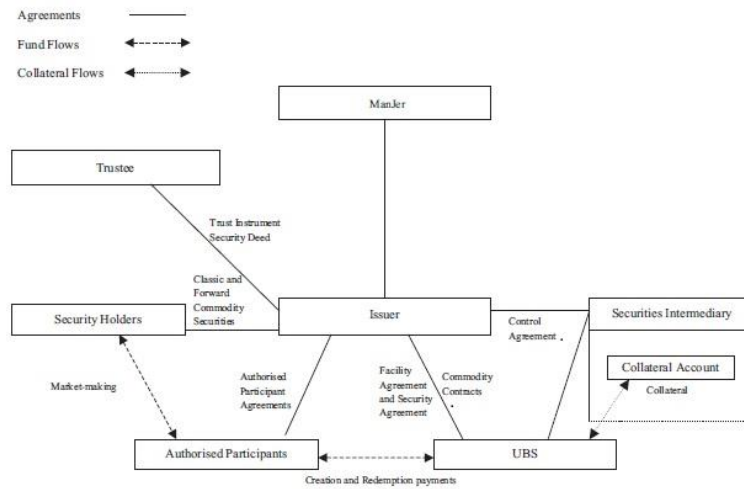 Agreements
Fund Flows
Collateral Flows
ManJer
Trustee
Trust Instrument
Security Deed
Classic and
Forward
Commodity
Securities
Security Holders
Issuer
Control
Agreement
Securities Intermediary
Collateral Account
Collateral
Market-making
Authorised
Participant
Agreements
Facility
Agreement
and Security
Agreement
Commodity
Contracts
Authorised Participants
UBS
Creation and Redemption payments